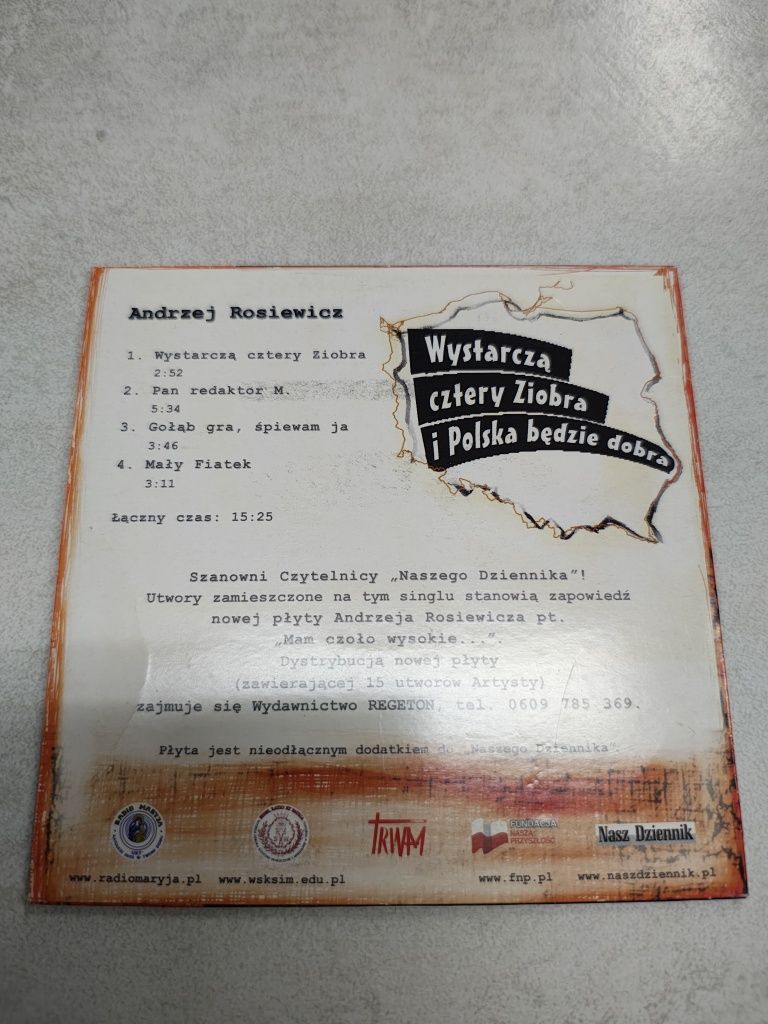 Andrzej Rosiewicz
1. Wystarczą cztery Ziobra
2:52
2. Pan redaktor M.
5:34
3. Gołąb gra, śpiewam ja
3:46
4. Mały Fiatek
3:11
Łączny czas: 15:25
Wystarczą
cztery Ziobra
i Polska będzie dobra
Szanowni Czytelnicy „Naszego Dziennika”!
Utwory zamieszczone na tym singlu stanowią zapowiedź
nowej płyty Andrzeja Rosiewicza pt.
„Mam czoło wysokie...”.
Dystrybucją nowej płyty
(zawierającej 15 utworów Artysty)
zajmuje się Wydawnictwo REGETON, tel. 0609 785 369.
Płyta jest nieodłącznym dodatkiem do „Naszego Dziennika”.
RADIO MARYJA
TRWAM
FUNDACJA
NASZA
PRZYSZŁOŚĆ
Nasz Dziennik
www.radiomaryja.pl www.wsksim.edu.pl www.fnp.pl www.naszdziennik.pl